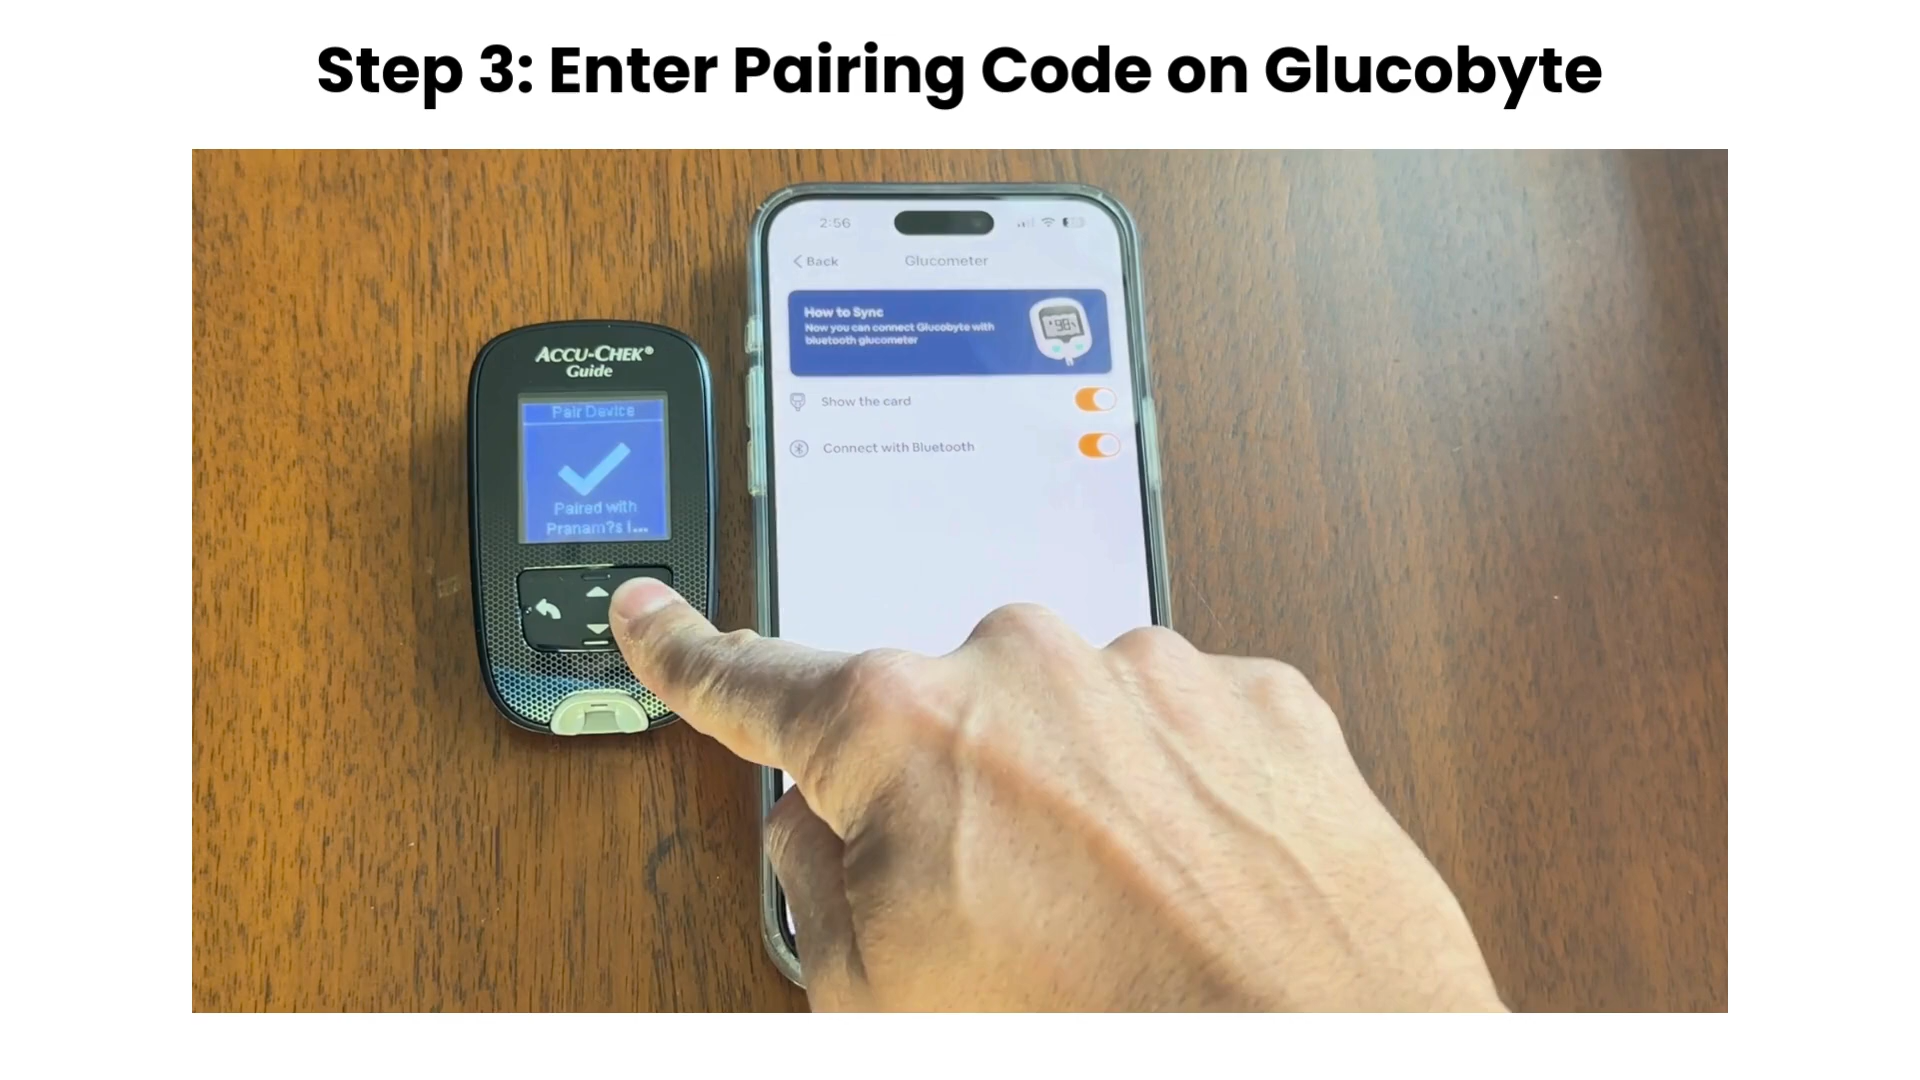 Step 3: Enter Pairing Code on Glucobyte
2:56
Back
Glucometer
How to Sync
Now you can connect Glucobyte with
bluetooth glucometer
98
Show the card
Connect with Bluetooth
ACCU-CHEK®
Guide
Pair Device
Paired with
Pranam?s I...